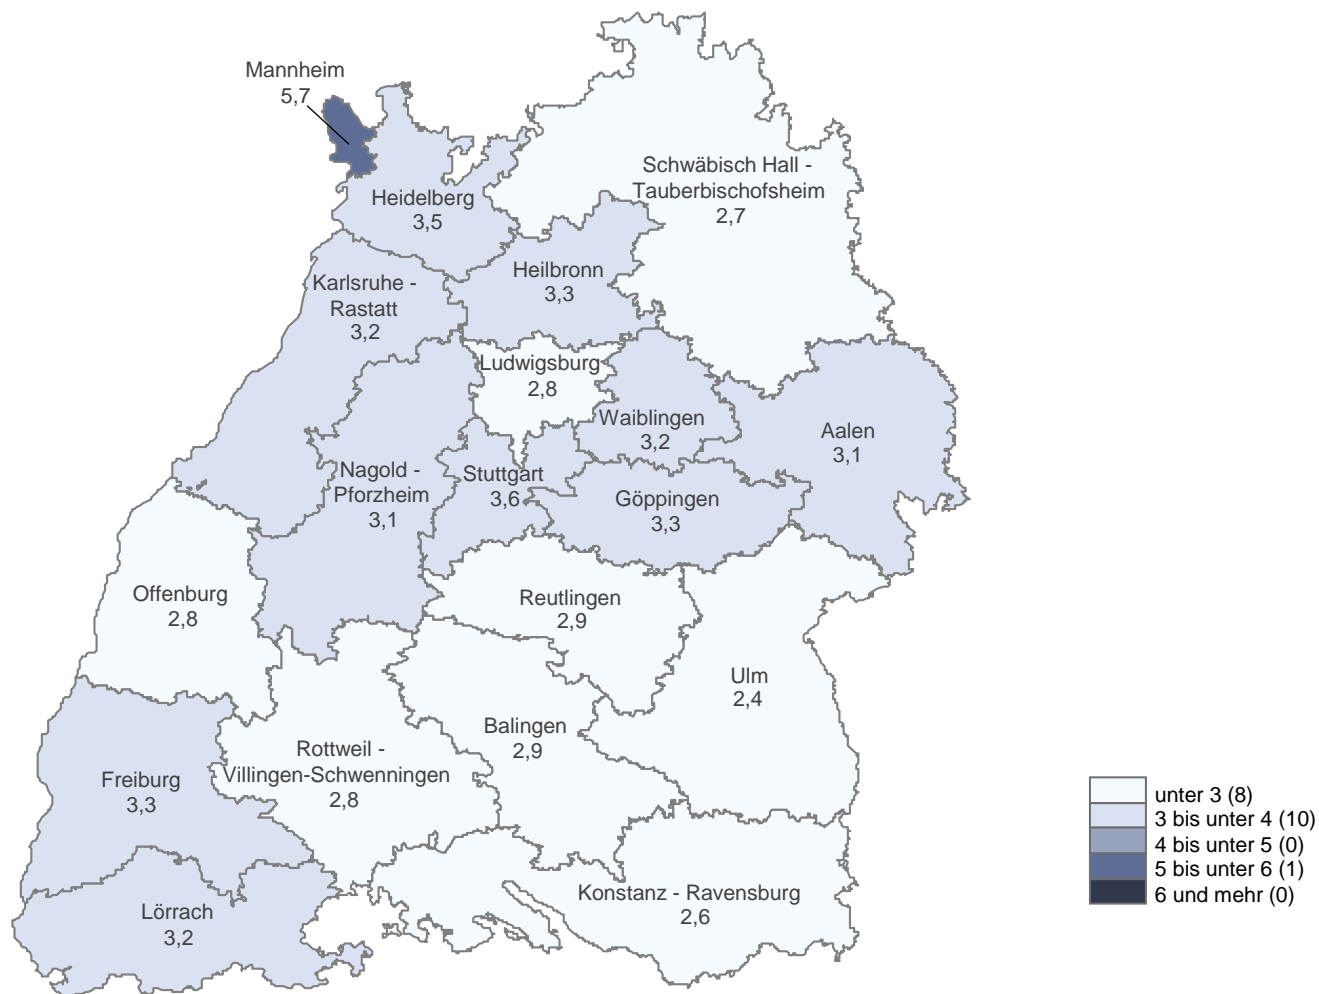 Mannheim
5,7
Schwäbisch Hall -
Tauberbischofsheim
2,7
Heidelberg
3,5
Heilbronn
3,3
Karlsruhe -
Rastatt
3,2
Ludwigsburg
2,8
Waiblingen
3,2
Aalen
3,1
Nagold -
Pforzheim
3,1
Stuttgart
3,6
Göppingen
3,3
Offenburg
2,8
Reutlingen
2,9
Ulm
2,4
Balingen
2,9
Rottweil -
Villingen-Schwenningen
2,8
Freiburg
3,3
Konstanz - Ravensburg
2,6
Lörrach
3,2
unter 3 (8)
3 bis unter 4 (10)
4 bis unter 5 (0)
5 bis unter 6 (1)
6 und mehr (0)